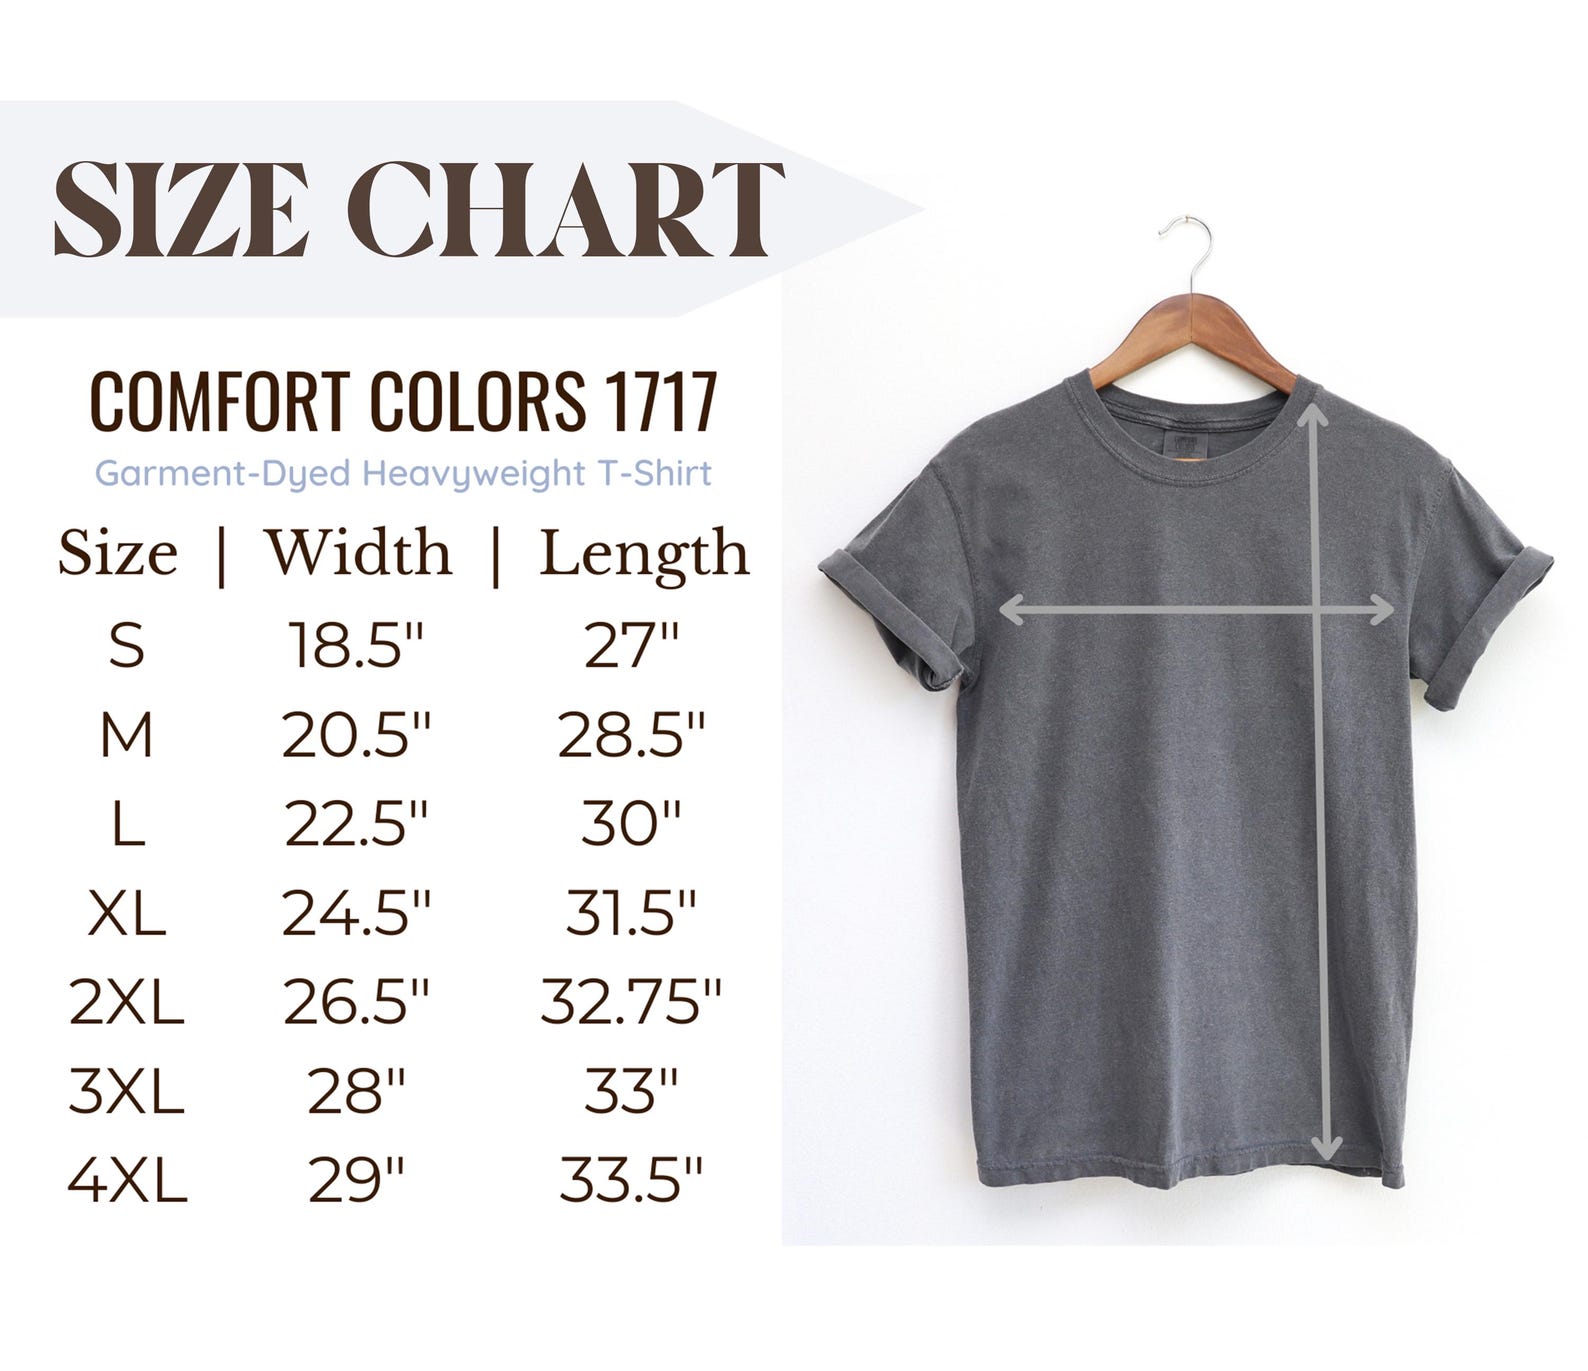 SIZE CHART
COMFORT COLORS 1717
Garment-Dyed Heavyweight T-Shirt
Size | Width | Length
S 18.5" 27"
M 20.5" 28.5"
L 22.5" 30"
XL 24.5" 31.5"
2XL 26.5" 32.75"
3XL 28" 33"
4XL 29" 33.5"